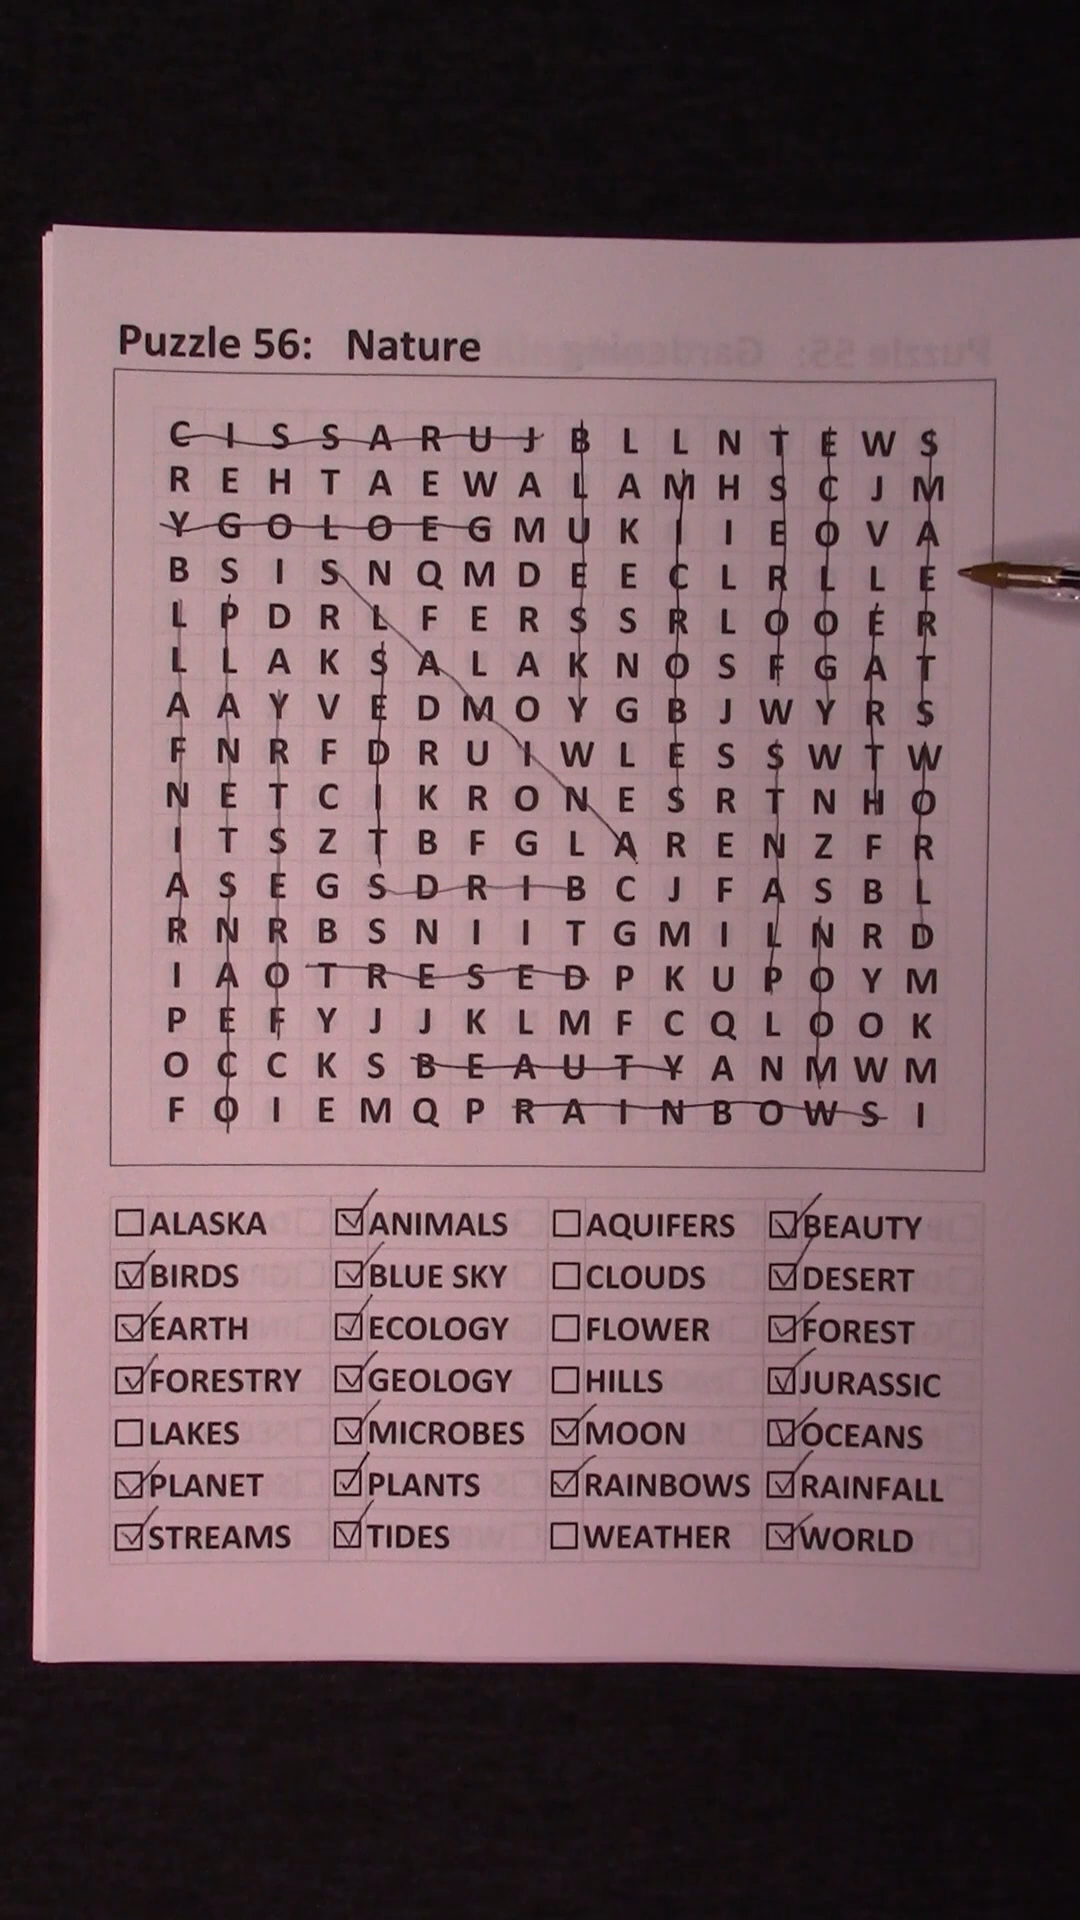 Puzzle 56: Nature
C I S S A R U J B L L N T E W S
R E H T A E W A L A M H S C J M
Y G O L O E G M U K I I E O V A
B S I S N Q M D E E C L R L L E
L P D R L F E R S S R L O O E R
L L A K S A L A K N O S F G A T
A A Y V E D M O Y G B J W Y R S
F N R F D R U I W L E S S W T W
N E T C I K R O N E S R T N H O
I T S Z T B F G L A R E N Z F R
A S E G S D R I B C J F A S B L
R N R B S N I I T G M I L N R D
I A O T R E S E D P K U P O Y M
P E F Y J J K L M F C Q L O O K
O C C K S B E A U T Y A N M W M
F O I E M Q P R A I N B O W S I
ALASKA ANIMALS AQUIFERS BEAUTY
BIRDS BLUE SKY CLOUDS DESERT
EARTH ECOLOGY FLOWER FOREST
FORESTRY GEOLOGY HILLS JURASSIC
LAKES MICROBES MOON OCEANS
PLANET PLANTS RAINBOWS RAINFALL
STREAMS TIDES WEATHER WORLD